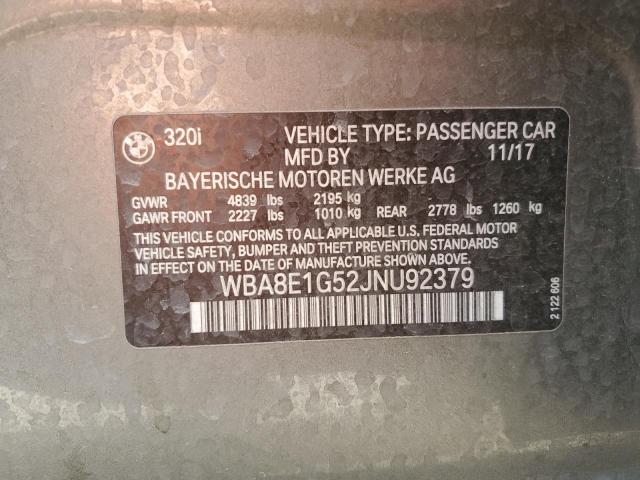 320i VEHICLE TYPE: PASSENGER CAR
MFD BY 11/17
BAYERISCHE MOTOREN WERKE AG
GVWR 4839 lbs 2195 kg
GAWR FRONT 2227 lbs 1010 kg REAR 2778 lbs 1260 kg
THIS VEHICLE CONFORMS TO ALL APPLICABLE U.S. FEDERAL MOTOR
VEHICLE SAFETY, BUMPER AND THEFT PREVENTION STANDARDS
IN EFFECT ON THE DATE OF MANUFACTURE SHOWN ABOVE.
WBA8E1G52JNU92379
2 122 606